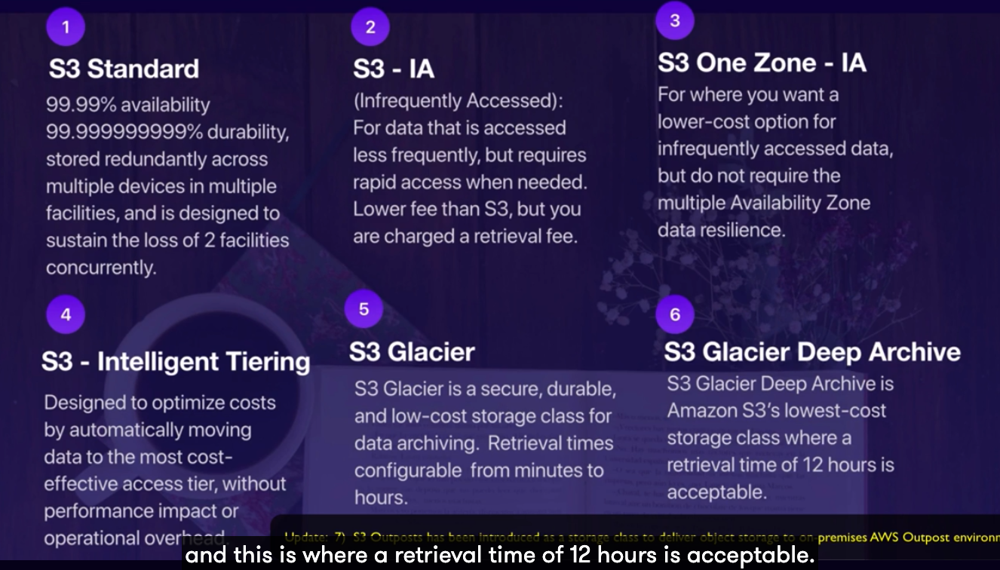 1
S3 Standard
99.99% availability
99.999999999% durability,
stored redundantly across
multiple devices in multiple
facilities, and is designed to
sustain the loss of 2 facilities
concurrently.
2
S3 - IA
(Infrequently Accessed):
For data that is accessed
less frequently, but requires
rapid access when needed.
Lower fee than S3, but you
are charged a retrieval fee.
3
S3 One Zone - IA
For where you want a
lower-cost option for
infrequently accessed data,
but do not require the
multiple Availability Zone
data resilience.
4
S3 - Intelligent Tiering
Designed to optimize costs
by automatically moving
data to the most cost-
effective access tier, without
performance impact or
operational overhead.
5
S3 Glacier
S3 Glacier is a secure, durable,
and low-cost storage class for
data archiving. Retrieval times
configurable from minutes to
hours.
6
S3 Glacier Deep Archive
S3 Glacier Deep Archive is
Amazon S3's lowest-cost
storage class where a
retrieval time of 12 hours is
acceptable.
Update: 7) S3 Outposts has been introduced as a storage class to deliver object storage to on-premises AWS Outpost environ
and this is where a retrieval time of 12 hours is acceptable.